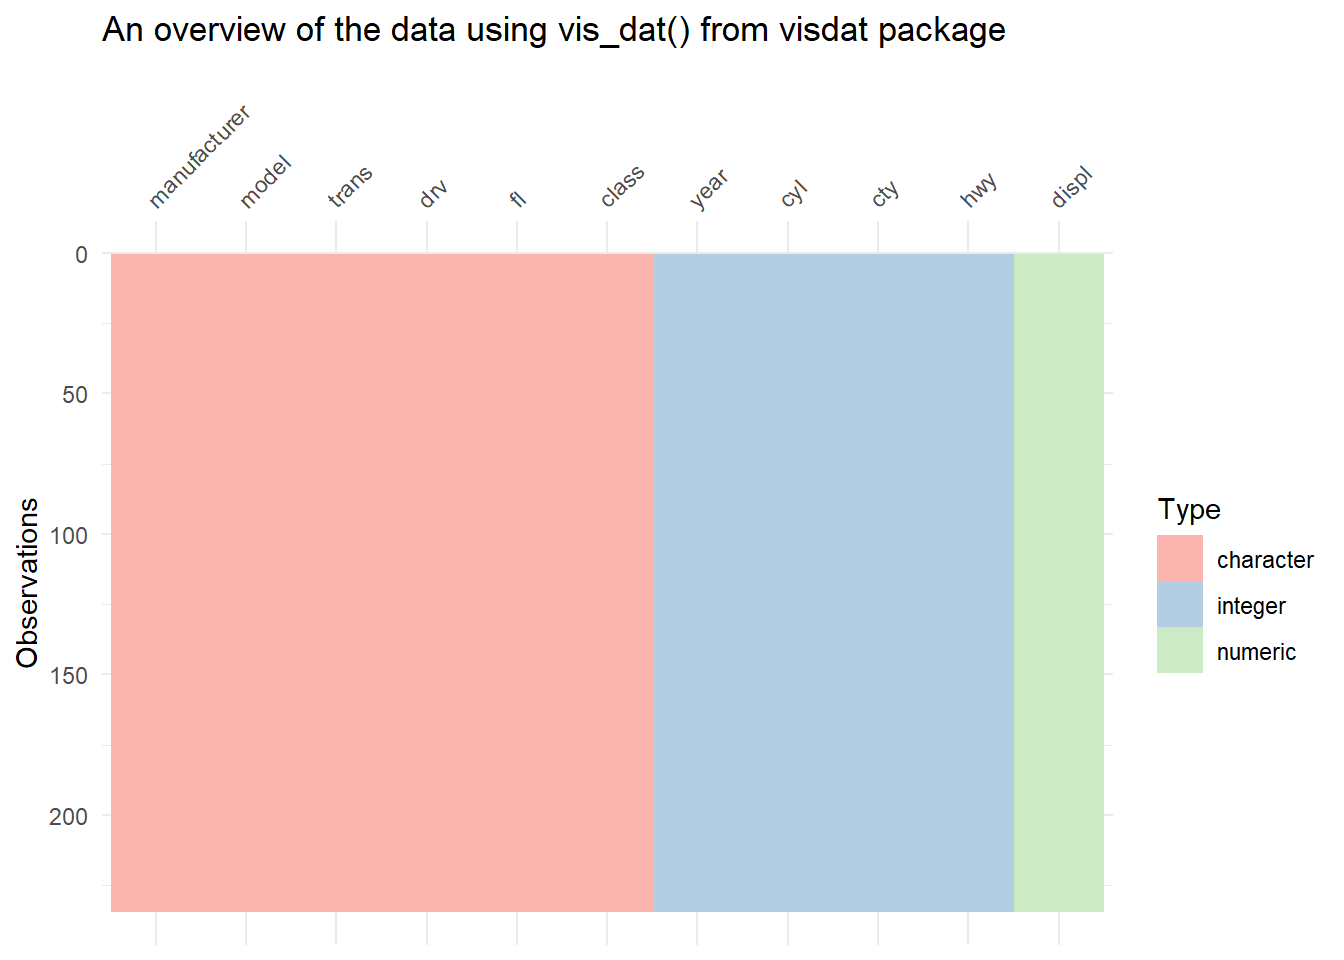 An overview of the data using vis_dat() from visdat package
manufacturer
model
trans
drv
fl
class
year
cyl
cty
hwy
displ
0
50
100
150
200
Observations
Type
character
integer
numeric